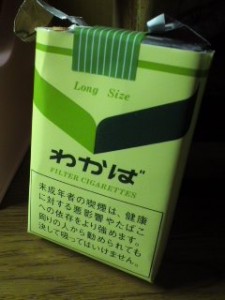 Long Size
わかば
FILTER CIGARETTEN
未成年者の喫煙は、健康
に対する悪影響やたばこ
への依存をより強めます。
周りの人から勧められても
決して吸ってはいけません。